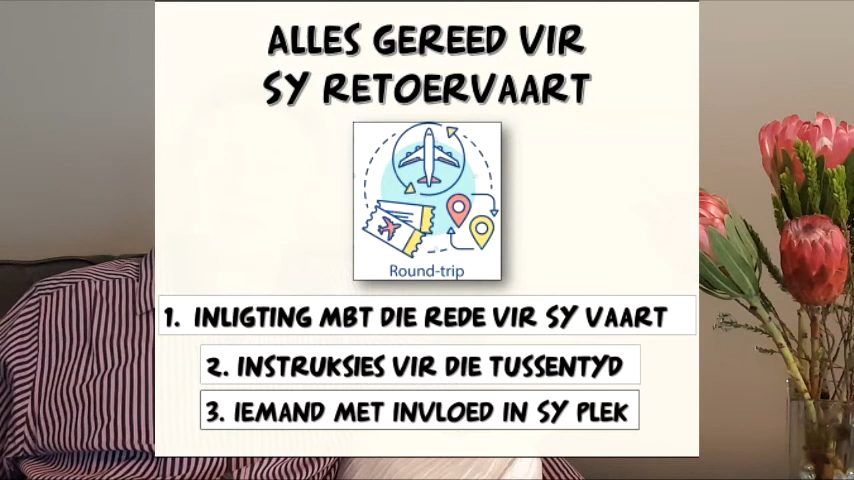 ALLES GEREED VIR
SY RETOERVAART
Round-trip
1. INLIGTING MBT DIE REDE VIR SY VAART
2. INSTRUKSIES VIR DIE TUSSENTYD
3. IEMAND MET INVLOED IN SY PLEK